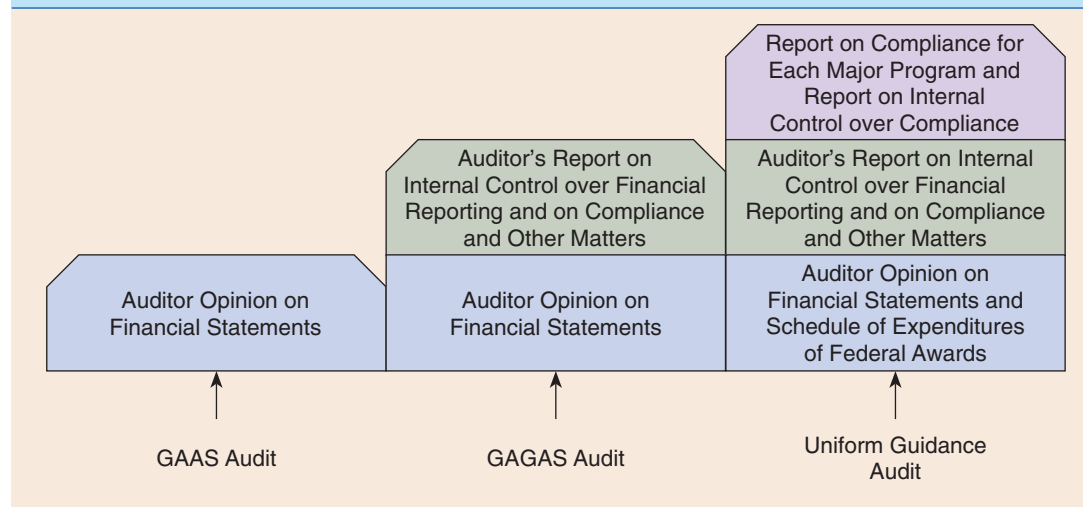 Report on Compliance for
Each Major Program and
Report on Internal
Control over Compliance
Auditor's Report on
Internal Control over Financial
Reporting and on Compliance
and Other Matters
Auditor's Report on Internal
Control over Financial
Reporting and on Compliance
and Other Matters
Auditor Opinion on
Financial Statements
Auditor Opinion on
Financial Statements
Auditor Opinion on
Financial Statements and
Schedule of Expenditures
of Federal Awards
GAAS Audit
GAGAS Audit
Uniform Guidance
Audit